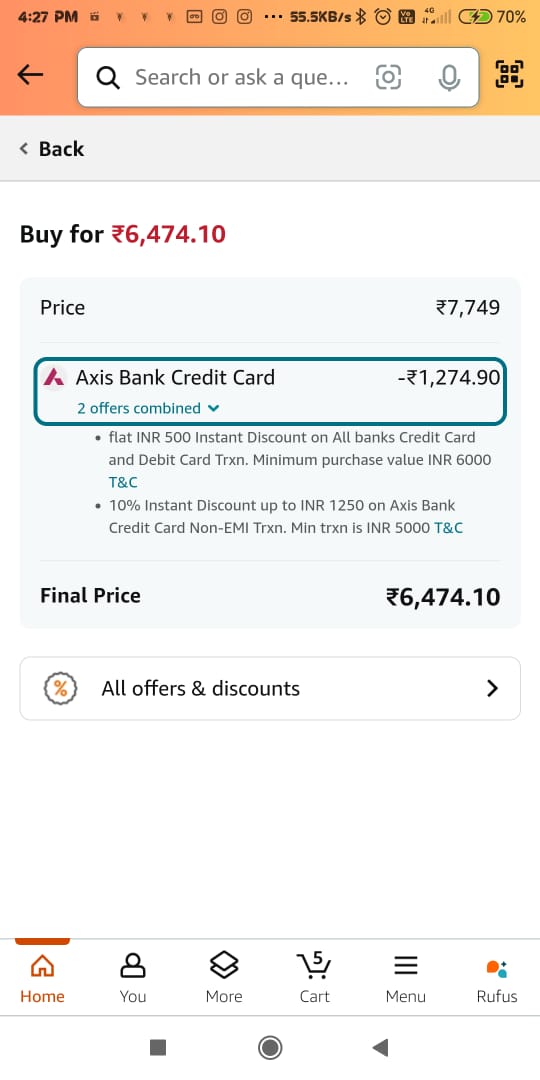 4:27 PM 55.5KB/s 4G 70%
Search or ask a que...
Back
Buy for ₹6,474.10
Price ₹7,749
Axis Bank Credit Card -₹1,274.90
2 offers combined
• flat INR 500 Instant Discount on All banks Credit Card
and Debit Card Trxn. Minimum purchase value INR 6000
T&C
• 10% Instant Discount up to INR 1250 on Axis Bank
Credit Card Non-EMI Trxn. Min trxn is INR 5000 T&C
Final Price ₹6,474.10
% All offers & discounts
5
Home You More Cart Menu Rufus